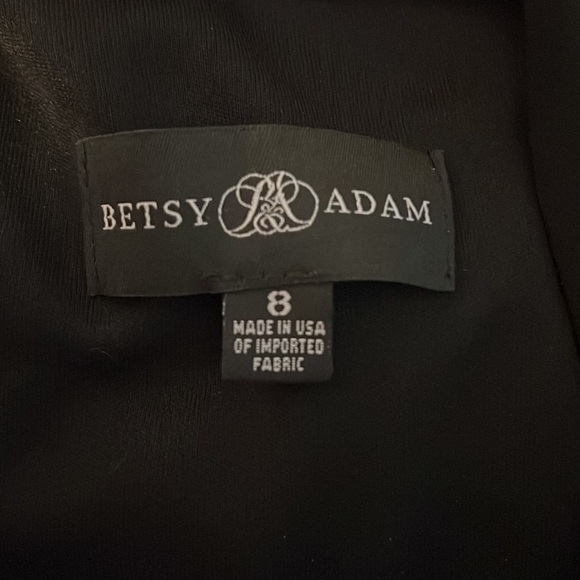 BETSY & ADAM
8
MADE IN USA
OF IMPORTED
FABRIC